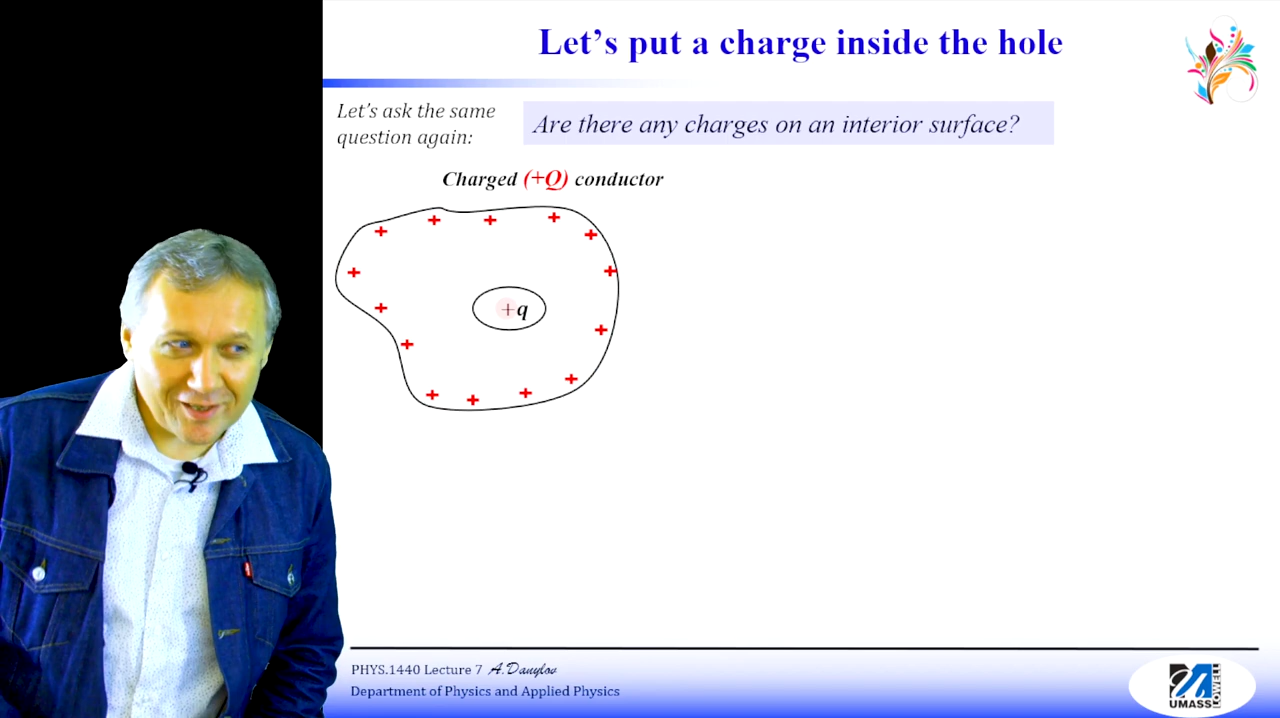 Let's put a charge inside the hole
Let's ask the same
question again:
Are there any charges on an interior surface?
Charged (+Q) conductor
+ + + +
+ +
+ +
+ +q
+ +
+ + + +
PHYS.1440 Lecture 7 A.Danylov
Department of Physics and Applied Physics
UMASS
LOWELL